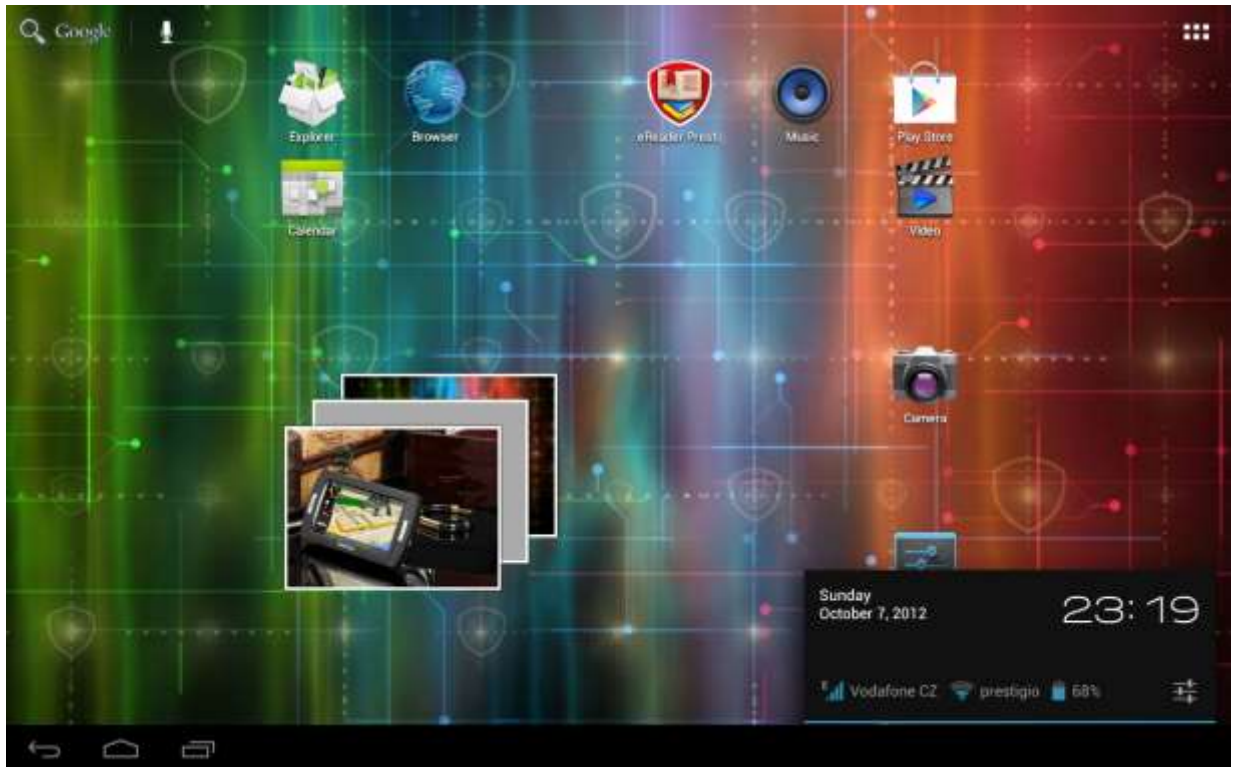 Google
Explorer
Browser
eReader Prest
Music
Play Store
Calendar
Video
Camera
Sunday
October 7, 2012
23:19
E Vodafone CZ prestigio 68%